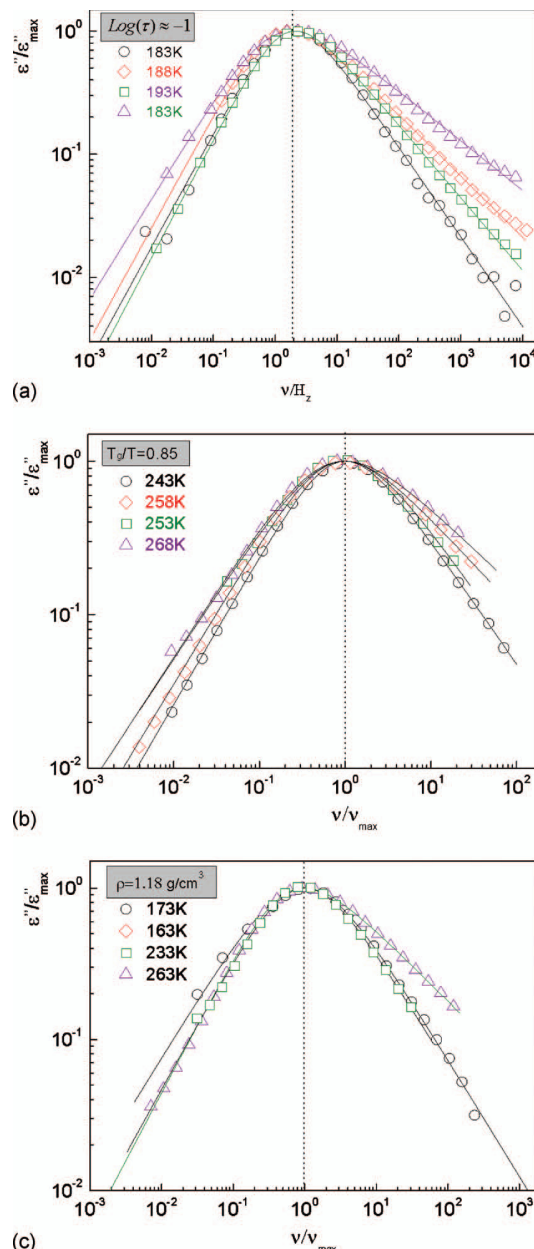 Log(τ) ≈ −1
183K
188K
193K
183K
ε''/ε''max
10^0
10^-1
10^-2
10^-3 10^-2 10^-1 10^0 10^1 10^2 10^3 10^4
ν/Hz
(a)
Tg/T=0.85
243K
258K
253K
268K
ε''/ε''max
10^0
10^-1
10^-2
10^-3 10^-2 10^-1 10^0 10^1 10^2
ν/νmax
(b)
ρ=1.18 g/cm^3
173K
163K
233K
263K
ε''/ε''max
10^0
10^-1
10^-2
10^-3 10^-2 10^-1 10^0 10^1 10^2 10^3
ν/νmax
(c)